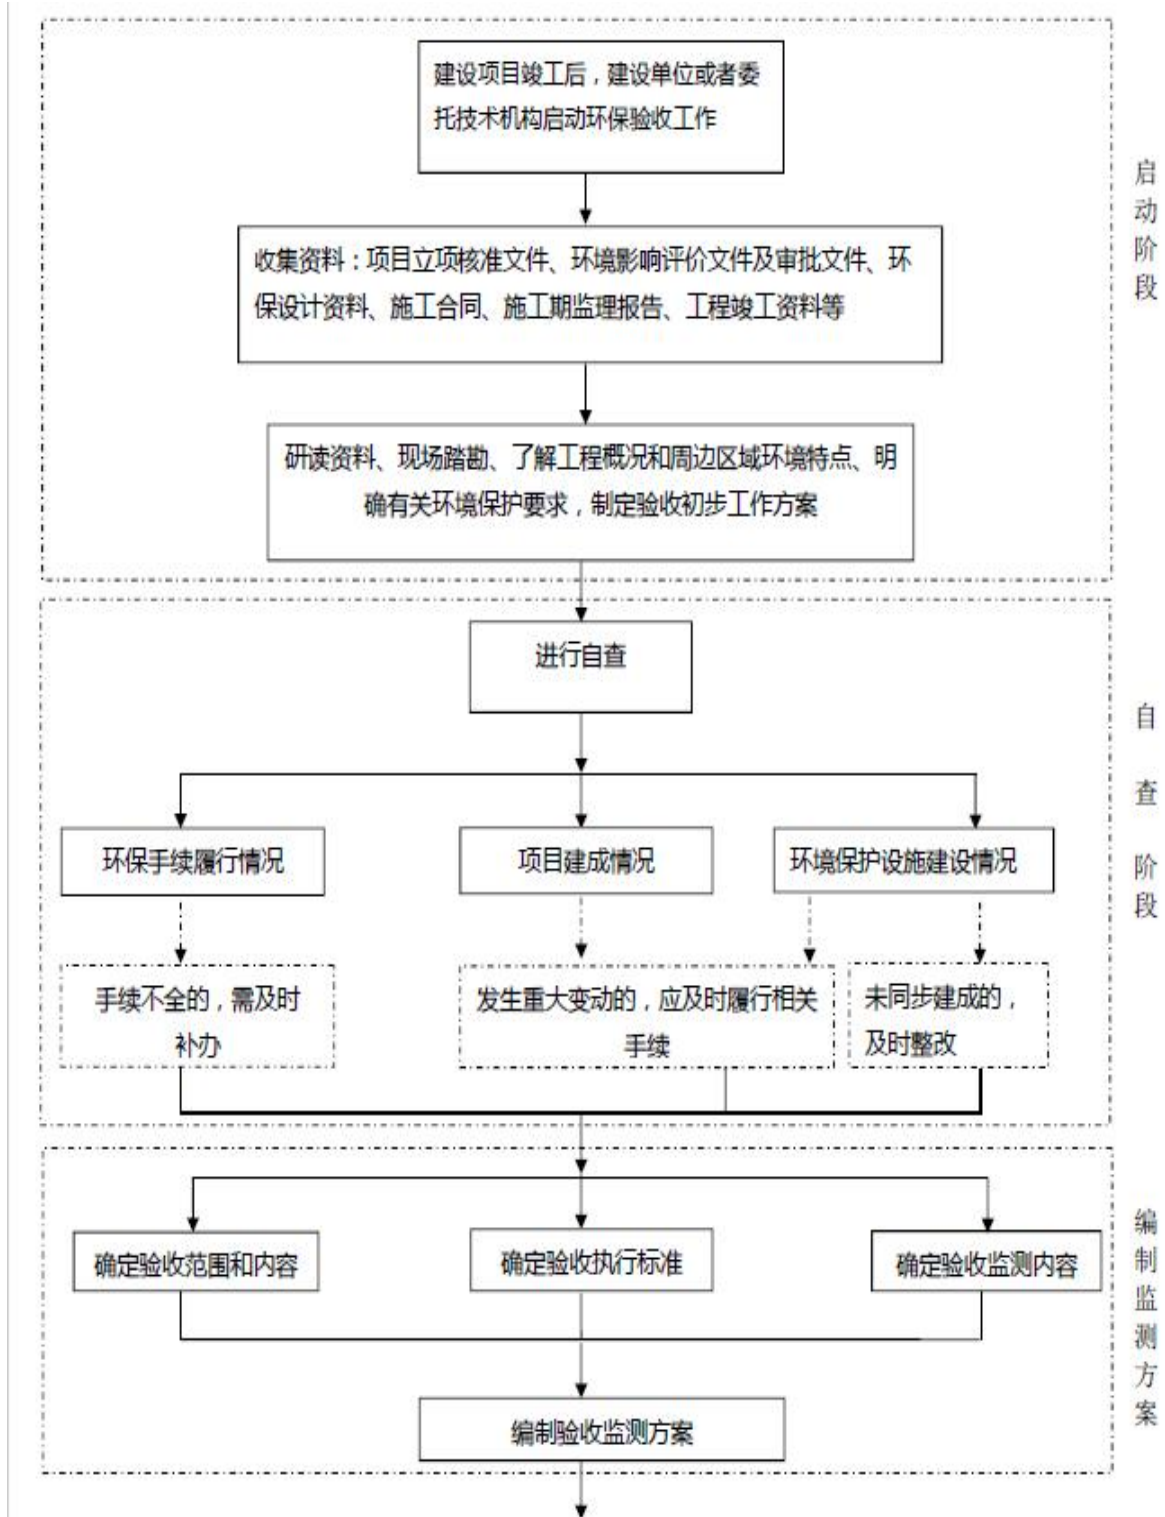 建设项目竣工后，建设单位或者委
托技术机构启动环保验收工作
启动阶段
收集资料：项目立项核准文件、环境影响评价文件及审批文件、环
保设计资料、施工合同、施工期监理报告、工程竣工资料等
研读资料、现场踏勘、了解工程概况和周边区域环境特点、明
确有关环境保护要求，制定验收初步工作方案
进行自查
自查阶段
环保手续履行情况
项目建成情况
环境保护设施建设情况
手续不全的，需及时
补办
发生重大变动的，应及时履行相关
手续
未同步建成的，
及时整改
编制监测方案
确定验收范围和内容
确定验收执行标准
确定验收监测内容
编制验收监测方案